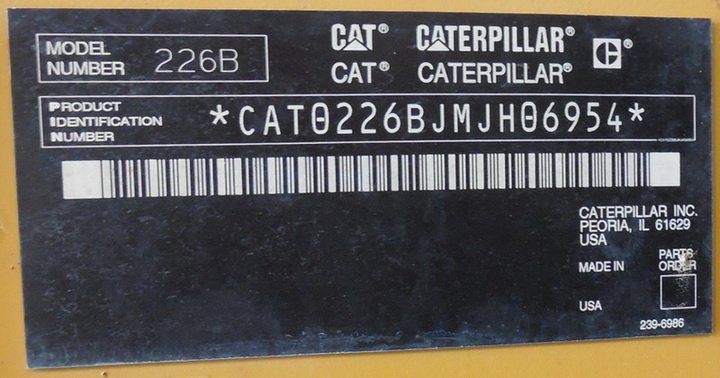 MODEL
NUMBER 226B
CAT® CATERPILLAR® C®
CAT® CATERPILLAR®
PRODUCT
IDENTIFICATION
NUMBER
*CAT0226BJMJH06954*
CATERPILLAR INC.
PEORIA, IL 61629
USA
MADE IN
USA
PARTS
ORDER
239-6986